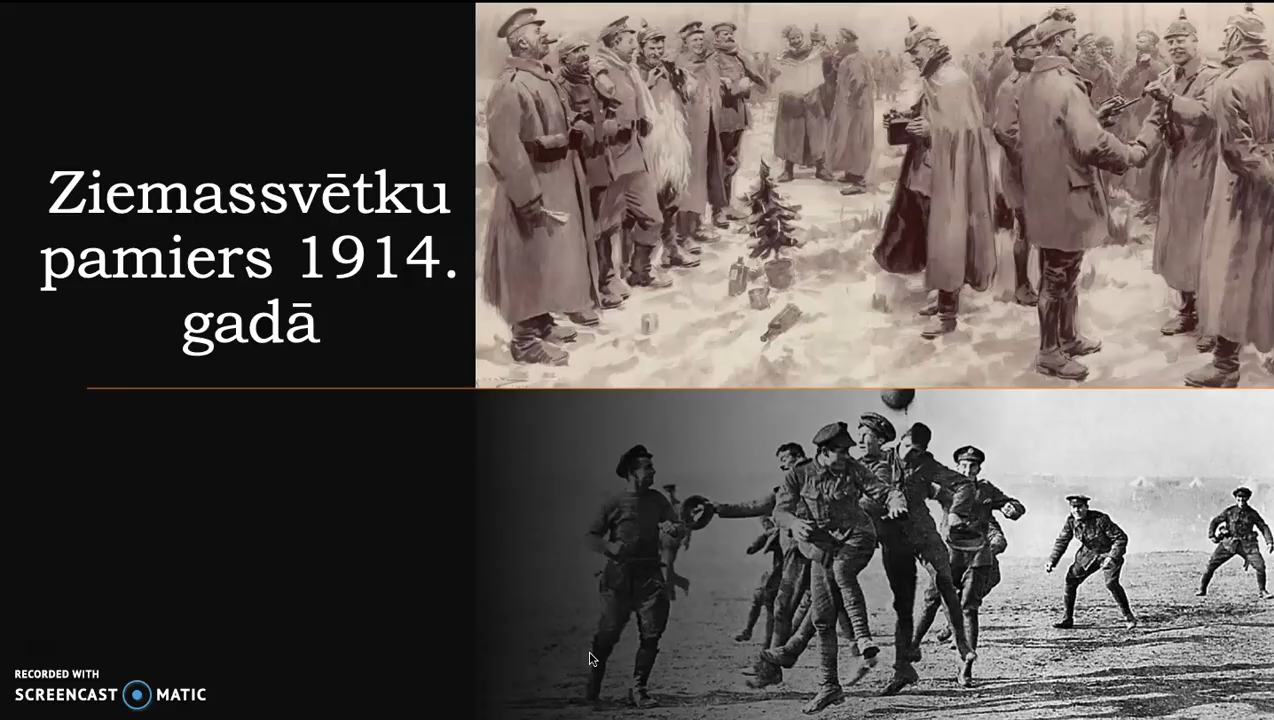 Ziemassvētku
pamiers 1914.
gadā
RECORDED WITH
SCREENCAST MATIC